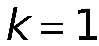 k = 1